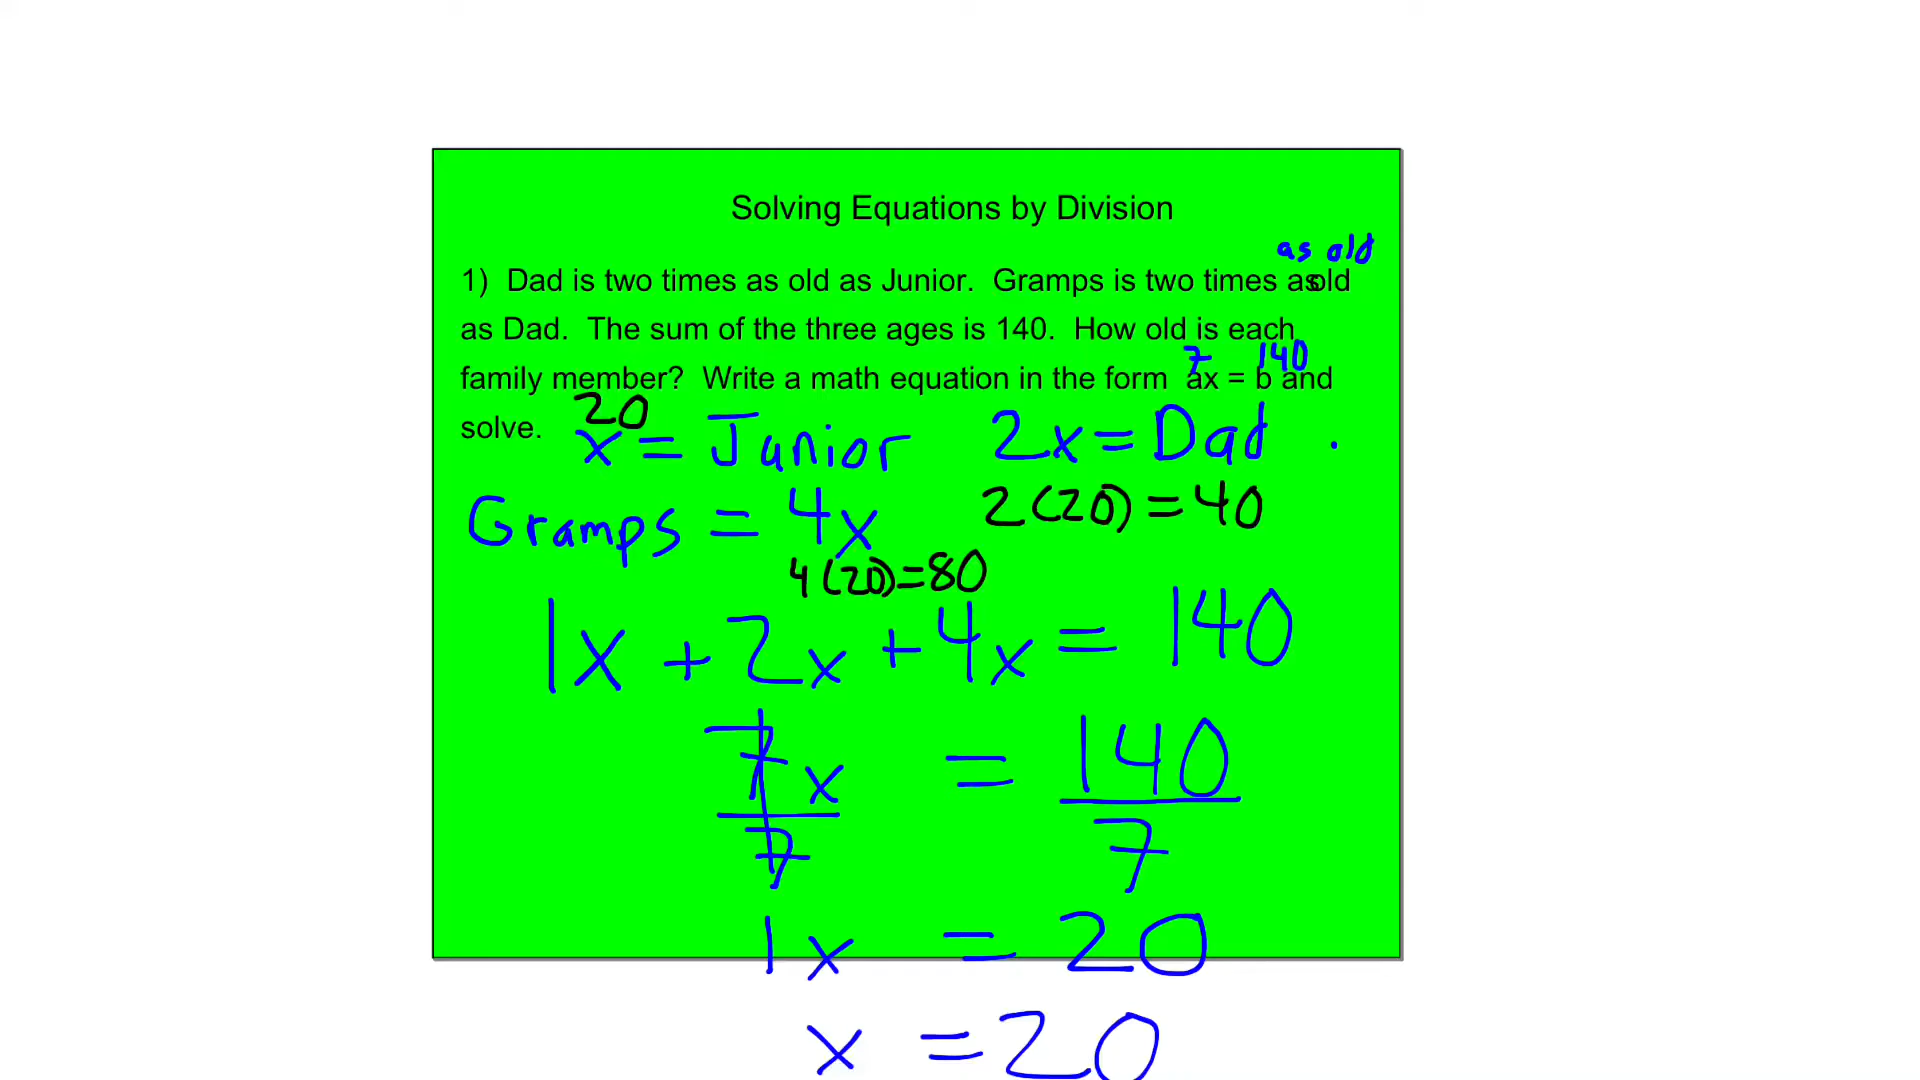 Solving Equations by Division
as old
1) Dad is two times as old as Junior. Gramps is two times as old
as Dad. The sum of the three ages is 140. How old is each
7 140
family member? Write a math equation in the form ax = b and
20
solve. x = Junior 2x = Dad .
Gramps = 4x 2(20) = 40
4(20)=80
1x + 2x + 4x = 140
7x = 140
7 7
1x = 20
x = 20